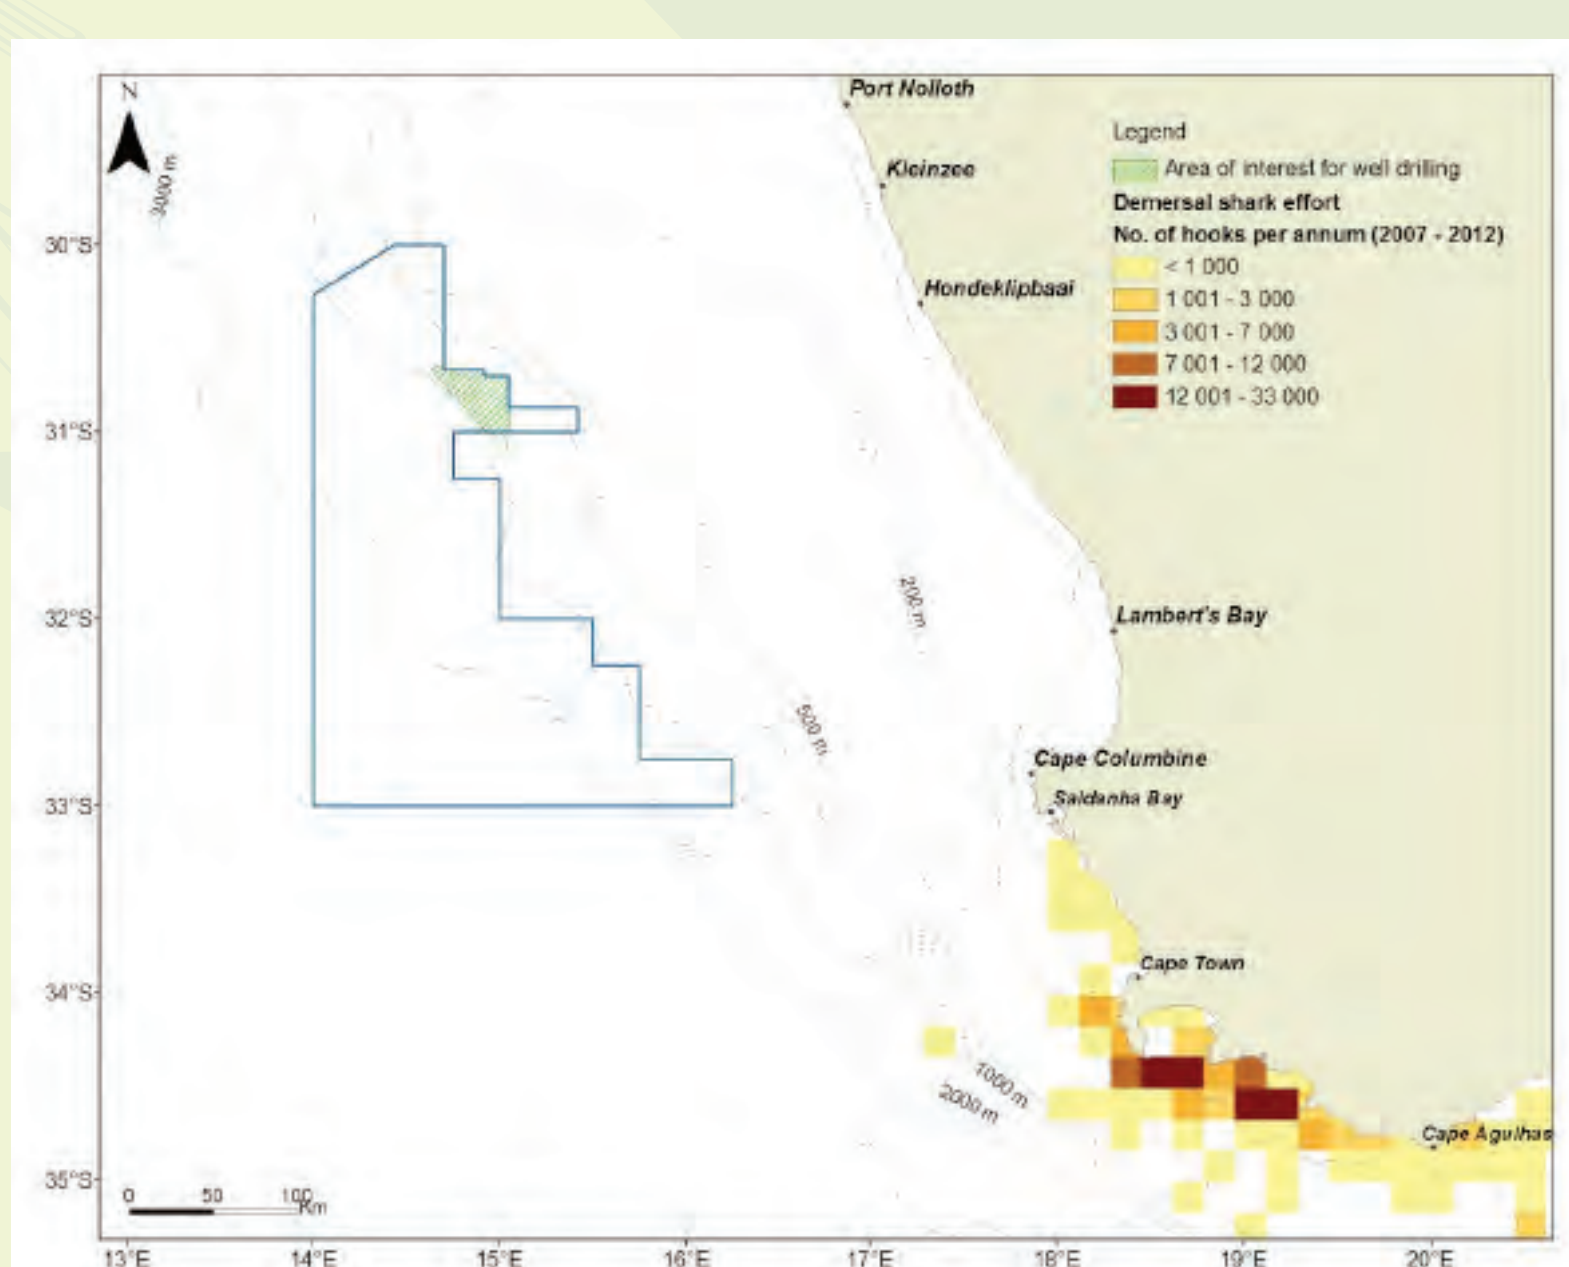 N
3000 m
Port Nolloth
Kleinzee
Hondeklipbaai
Lambert's Bay
Cape Columbine
Saldanha Bay
Cape Town
Cape Agulhas
200 m
500 m
1000 m
2000 m
Legend
Area of interest for well drilling
Demersal shark effort
No. of hooks per annum (2007 - 2012)
< 1 000
1 001 - 3 000
3 001 - 7 000
7 001 - 12 000
12 001 - 33 000
30°S
31°S
32°S
33°S
34°S
35°S
0 50 100
Km
13°E 14°E 15°E 16°E 17°E 18°E 19°E 20°E